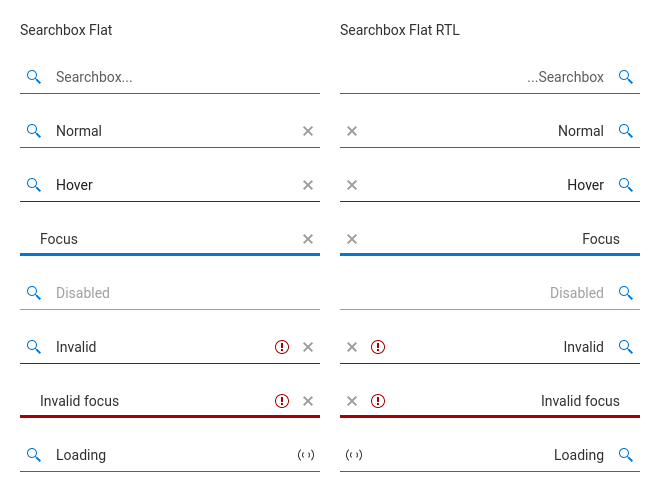 Searchbox Flat
Searchbox...
Normal
Hover
Focus
Disabled
Invalid
Invalid focus
Loading
Searchbox Flat RTL
...Searchbox
Normal
Hover
Focus
Disabled
Invalid
Invalid focus
Loading